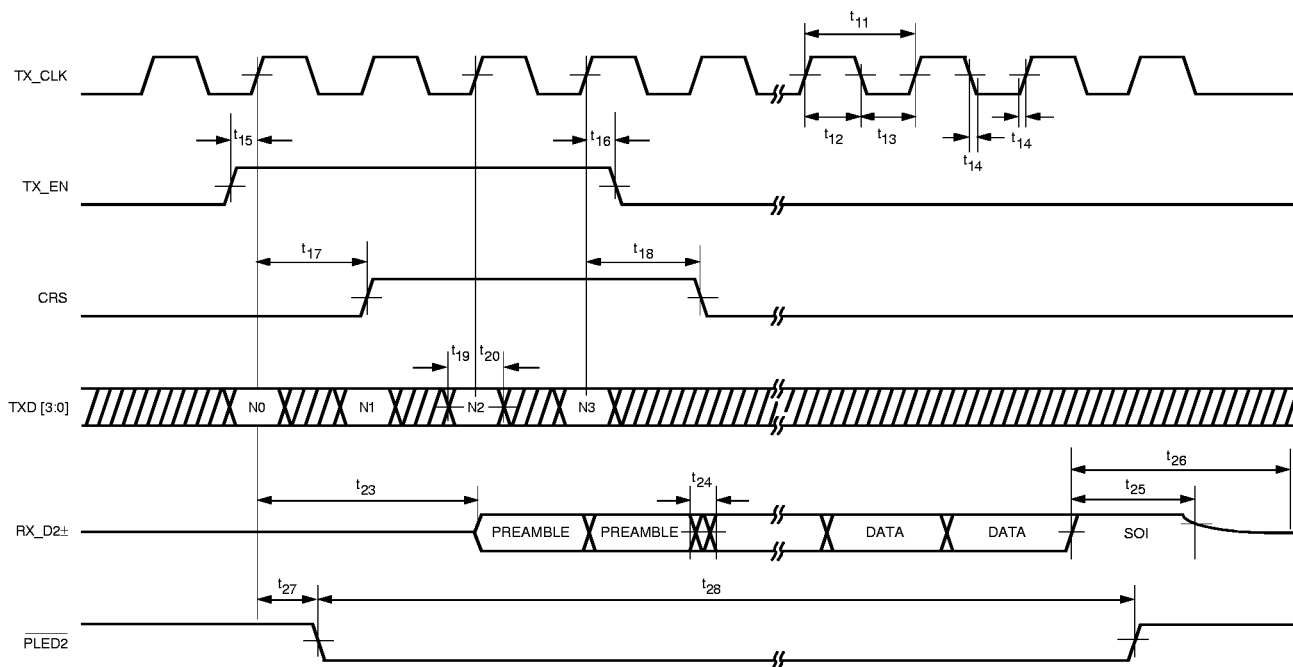 t11
TX_CLK
t15
t16
t12
t13
t14
t14
TX_EN
t17
t18
CRS
t19
t20
TXD [3:0]
N0
N1
N2
N3
t26
t23
t24
t25
RX_D2±
PREAMBLE
PREAMBLE
DATA
DATA
SOI
t27
t28
PLED2